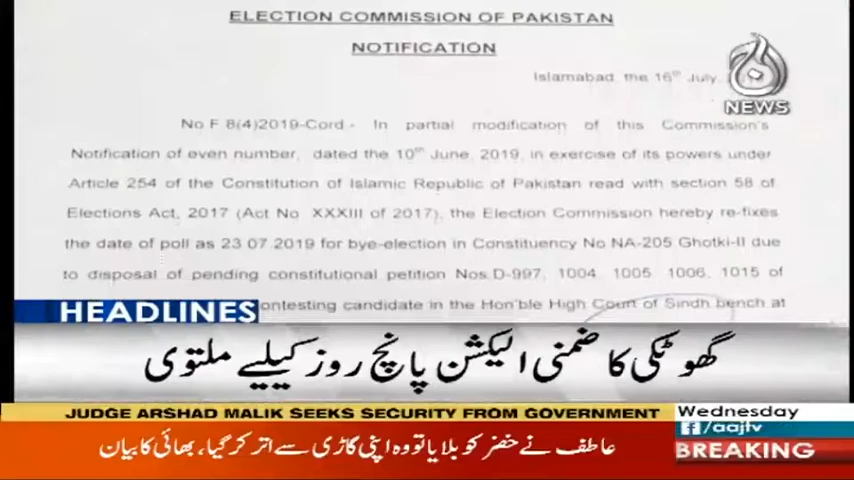 ELECTION COMMISSION OF PAKISTAN
NOTIFICATION
Islamabad, the 16th July,
NEWS
No F 8(4)2019-Cord - In partial modification of this Commission's
Notification of even number, dated the 10th June, 2019, in exercise of its powers under
Article 254 of the Constitution of Islamic Republic of Pakistan read with section 58 of
Elections Act, 2017 (Act No XXXIII of 2017), the Election Commission hereby re-fixes
the date of poll as 23.07.2019 for bye-election in Constituency No NA-205 Ghotki-II due
to disposal of pending constitutional petition Nos.D-997, 1004, 1005, 1006, 1015 of
ontesting candidate in the Hon'ble High Court of Sindh bench at
HEADLINES
گھوٹکی کا ضمنی الیکشن پانچ روز کیلیے ملتوی
JUDGE ARSHAD MALIK SEEKS SECURITY FROM GOVERNMENT
Wednesday
f/aajtv
عاطف نے خضر کو بلایا تو وہ اپنی گاڑی سے اتر کر گیا، بھائی کا بیان
BREAKING